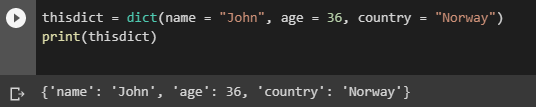 thisdict = dict(name = "John", age = 36, country = "Norway")
print(thisdict)
{'name': 'John', 'age': 36, 'country': 'Norway'}